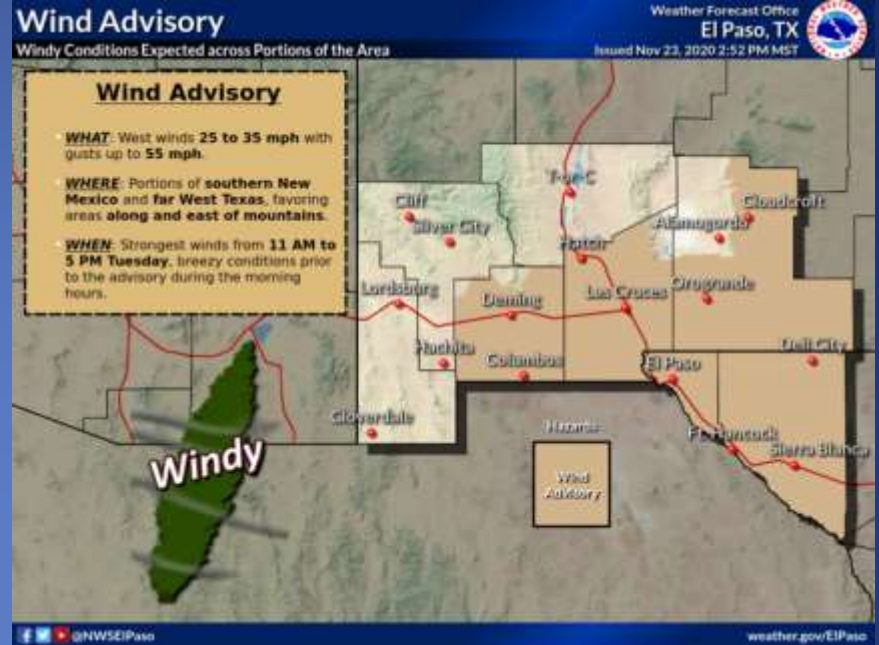 Wind Advisory
Windy Conditions Expected across Portions of the Area
Weather Forecast Office
El Paso, TX
Issued Nov 23, 2020 2:52 PM MST
Wind Advisory
WHAT: West winds 25 to 35 mph with
gusts up to 55 mph.
WHERE: Portions of southern New
Mexico and far West Texas, favoring
areas along and east of mountains.
WHEN: Strongest winds from 11 AM to
5 PM Tuesday, breezy conditions prior
to the advisory during the morning
hours.
T-or-C
Cliff
Cloudcroft
Silver City
Alamogordo
Hatch
Lordsburg
Deming
Las Cruces
Orogrande
Hachita
Columbus
El Paso
Dell City
Cloverdale
Ft. Hancock
Sierra Blanca
Windy
Hazards
Wind
Advisory
@NWSElPaso
weather.gov/ElPaso